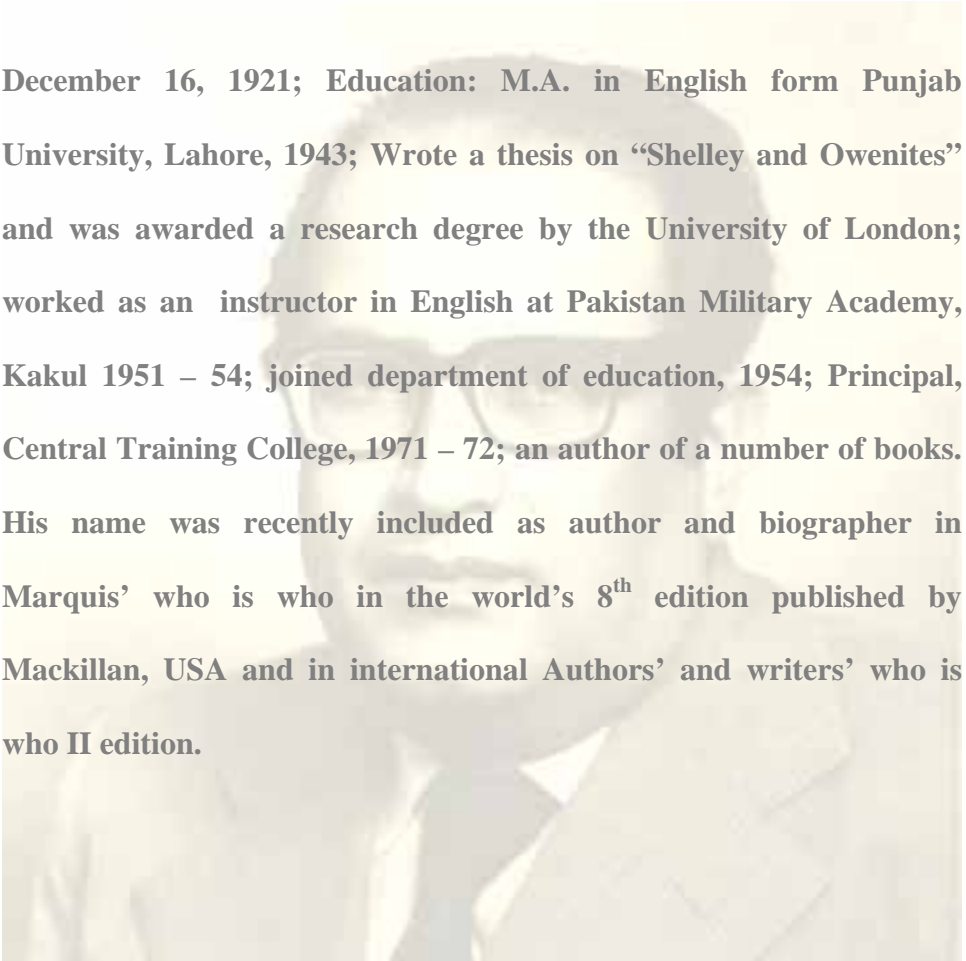 December 16, 1921; Education: M.A. in English form Punjab
University, Lahore, 1943; Wrote a thesis on “Shelley and Owenites”
and was awarded a research degree by the University of London;
worked as an instructor in English at Pakistan Military Academy,
Kakul 1951 – 54; joined department of education, 1954; Principal,
Central Training College, 1971 – 72; an author of a number of books.
His name was recently included as author and biographer in
Marquis’ who is who in the world’s 8th edition published by
Mackillan, USA and in international Authors’ and writers’ who is
who II edition.